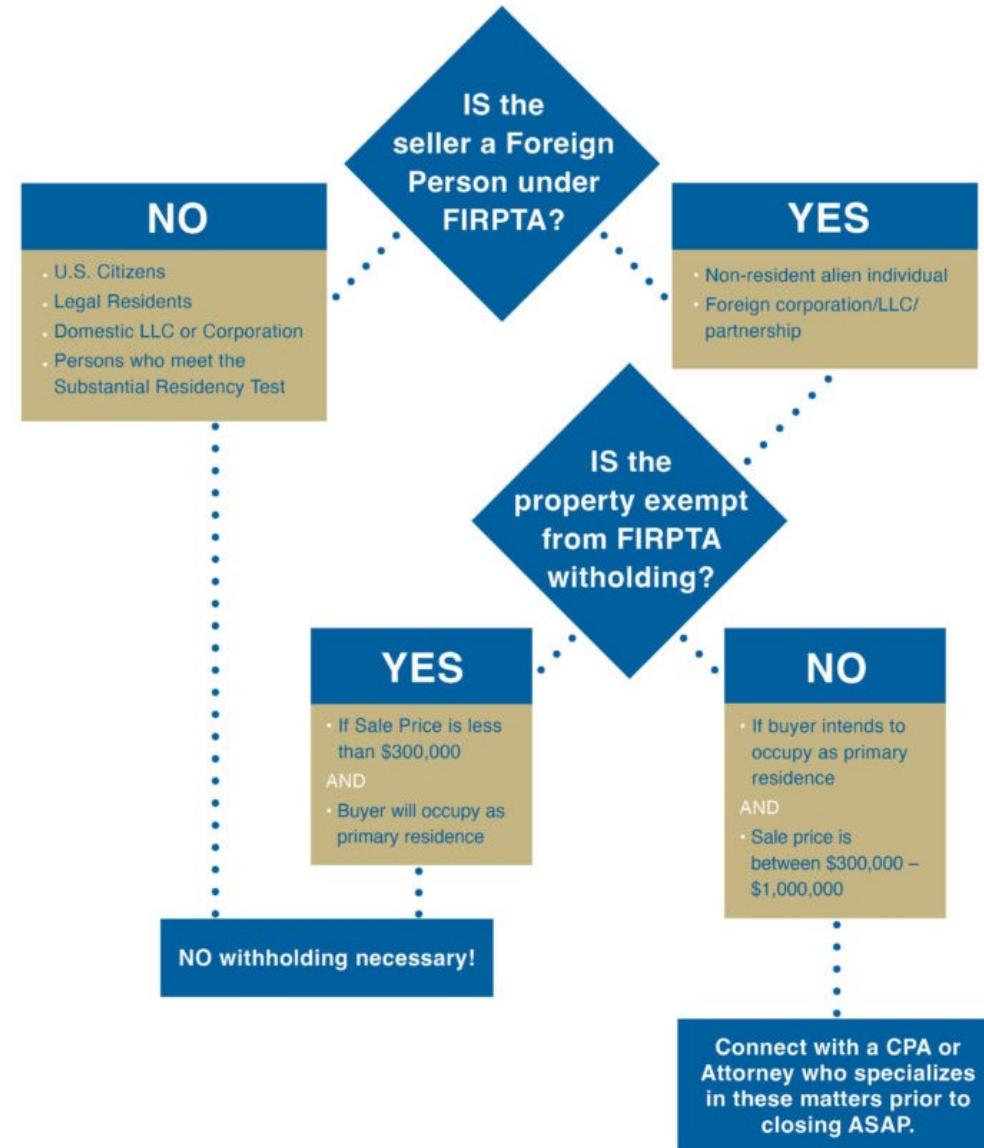 IS the
seller a Foreign
Person under
FIRPTA?
NO
U.S. Citizens
Legal Residents
Domestic LLC or Corporation
Persons who meet the
Substantial Residency Test
YES
Non-resident alien individual
Foreign corporation/LLC/
partnership
IS the
property exempt
from FIRPTA
witholding?
YES
If Sale Price is less
than $300,000
AND
Buyer will occupy as
primary residence
NO
If buyer intends to
occupy as primary
residence
AND
Sale price is
between $300,000 –
$1,000,000
NO withholding necessary!
Connect with a CPA or
Attorney who specializes
in these matters prior to
closing ASAP.